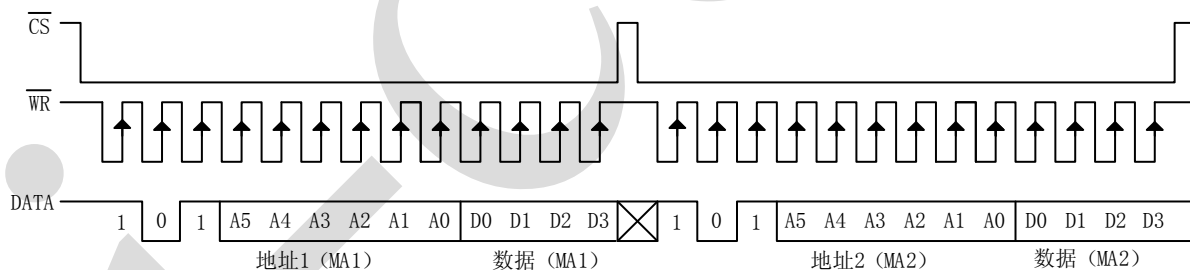 CS
WR
DATA 1 0 1 A5 A4 A3 A2 A1 A0 D0 D1 D2 D3 1 0 1 A5 A4 A3 A2 A1 A0 D0 D1 D2 D3
地址1（MA1） 数据（MA1） 地址2（MA2） 数据（MA2）